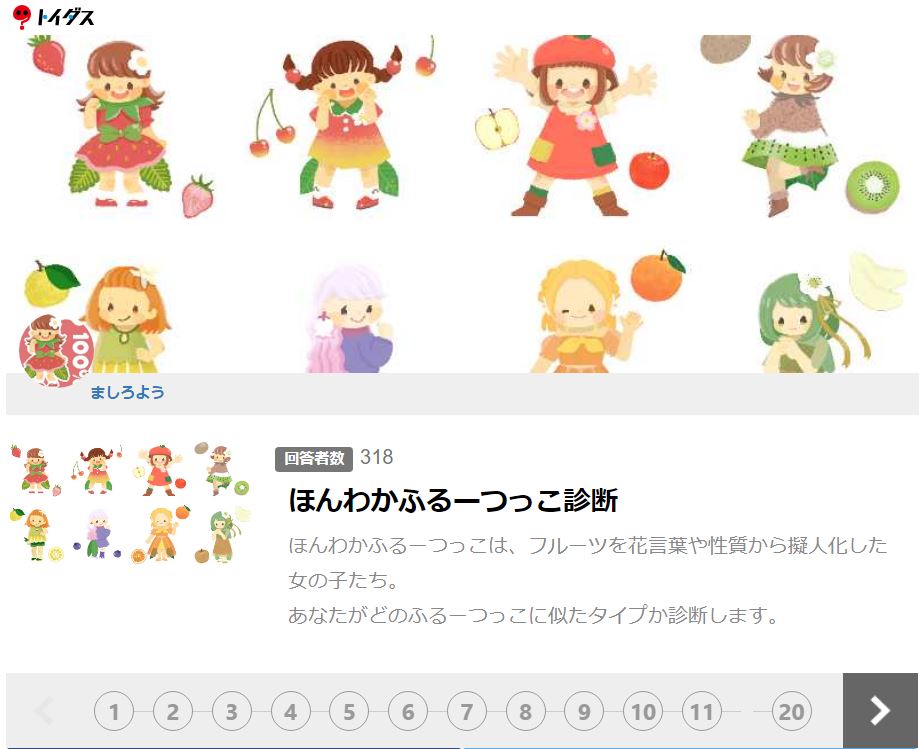 トイダス
100%
ましろよう
回答者数 318
ほんわかふるーつっこ診断
ほんわかふるーつっこは、フルーツを花言葉や性質から擬人化した
女の子たち。
あなたがどのふるーつっこに似たタイプか診断します。
1 2 3 4 5 6 7 8 9 10 11 20